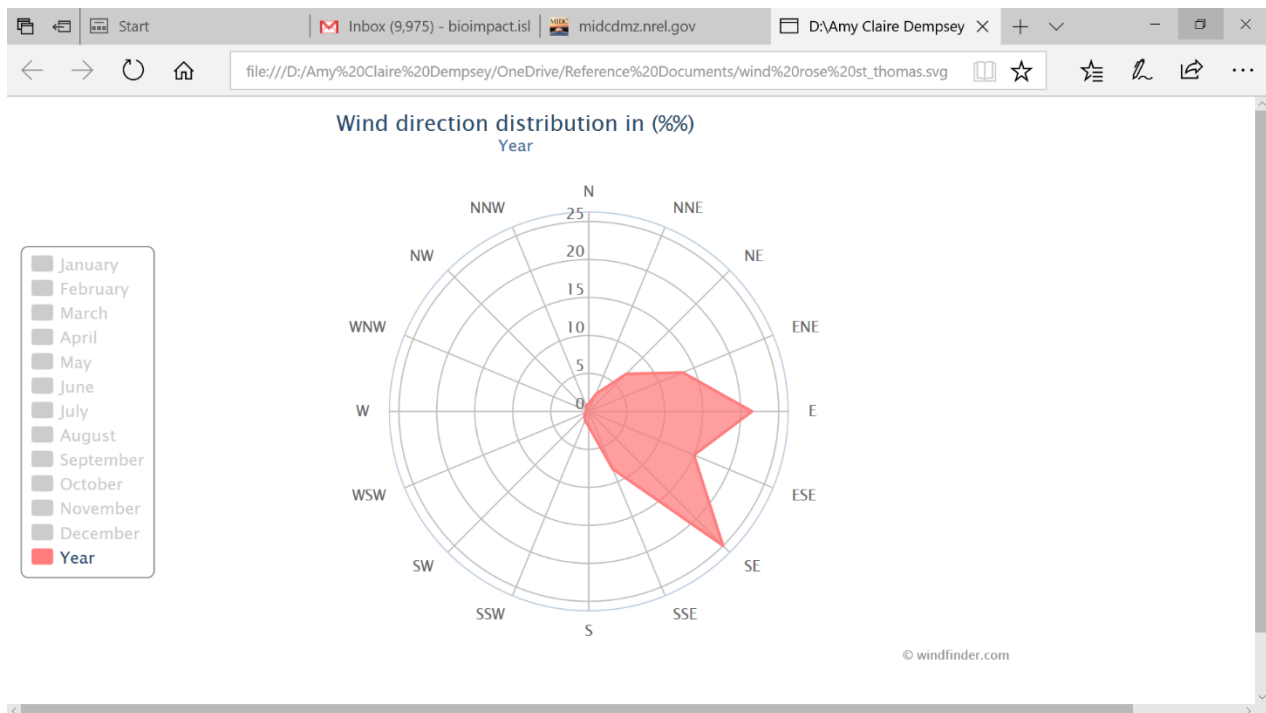 Start
Inbox (9,975) - bioimpact.isl
MIDC
midcdmz.nrel.gov
D:\Amy Claire Dempsey
file:///D:/Amy%20Claire%20Dempsey/OneDrive/Reference%20Documents/wind%20rose%20st_thomas.svg
Wind direction distribution in (%%)
Year
N
NNE
NE
ENE
E
ESE
SE
SSE
S
SSW
SW
WSW
W
WNW
NW
NNW
25
20
15
10
5
0
January
February
March
April
May
June
July
August
September
October
November
December
Year
© windfinder.com